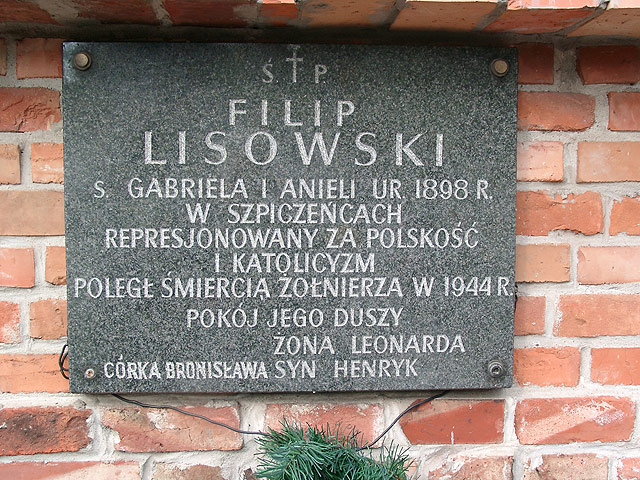 Ś P
FILIP
LISOWSKI
S. GABRIELA I ANIELI UR. 1898 R.
W SZPICZEŃCACH
REPRESJONOWANY ZA POLSKOŚĆ
I KATOLICYZM
POLEGŁ ŚMIERCIĄ ŻOŁNIERZA W 1944 R.
POKÓJ JEGO DUSZY
ŻONA LEONARDA
CÓRKA BRONISŁAWA SYN HENRYK